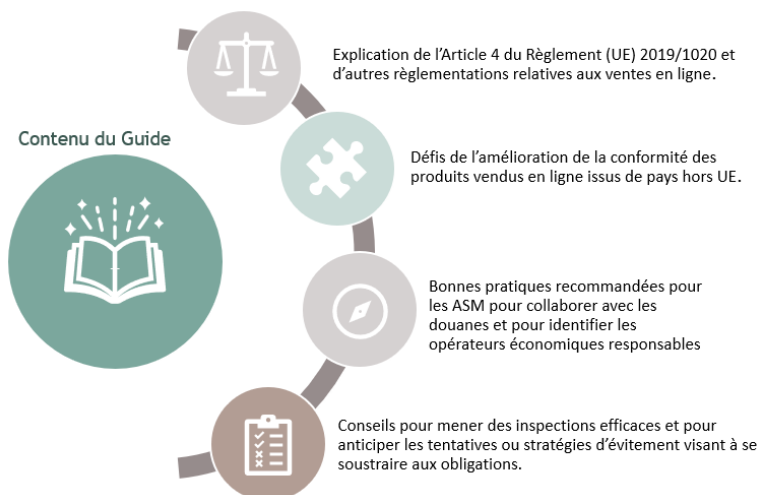 Contenu du Guide
Explication de l’Article 4 du Règlement (UE) 2019/1020 et
d’autres règlementations relatives aux ventes en ligne.
Défis de l’amélioration de la conformité des
produits vendus en ligne issus de pays hors UE.
Bonnes pratiques recommandées pour
les ASM pour collaborer avec les
douanes et pour identifier les
opérateurs économiques responsables
Conseils pour mener des inspections efficaces et pour
anticiper les tentatives ou stratégies d’évitement visant à se
soustraire aux obligations.